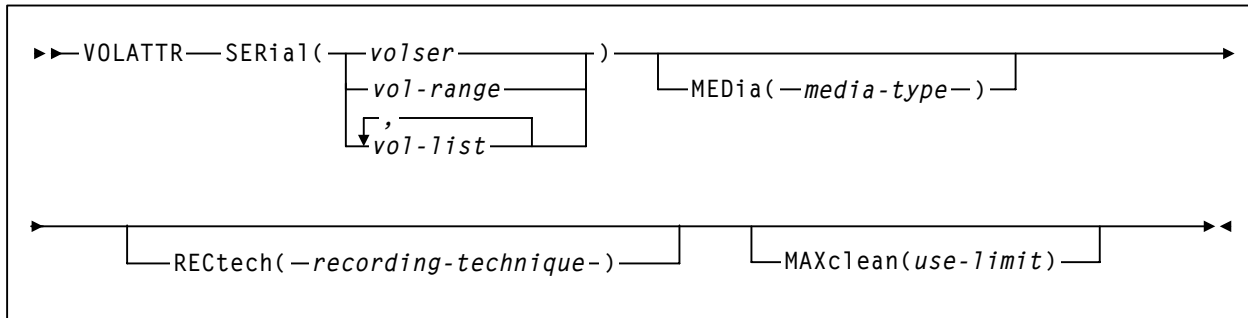 VOLATTR SERial( volser )
MEDia( media-type )
vol-range
,
vol-list
RECtech( recording-technique )
MAXclean(use-limit)